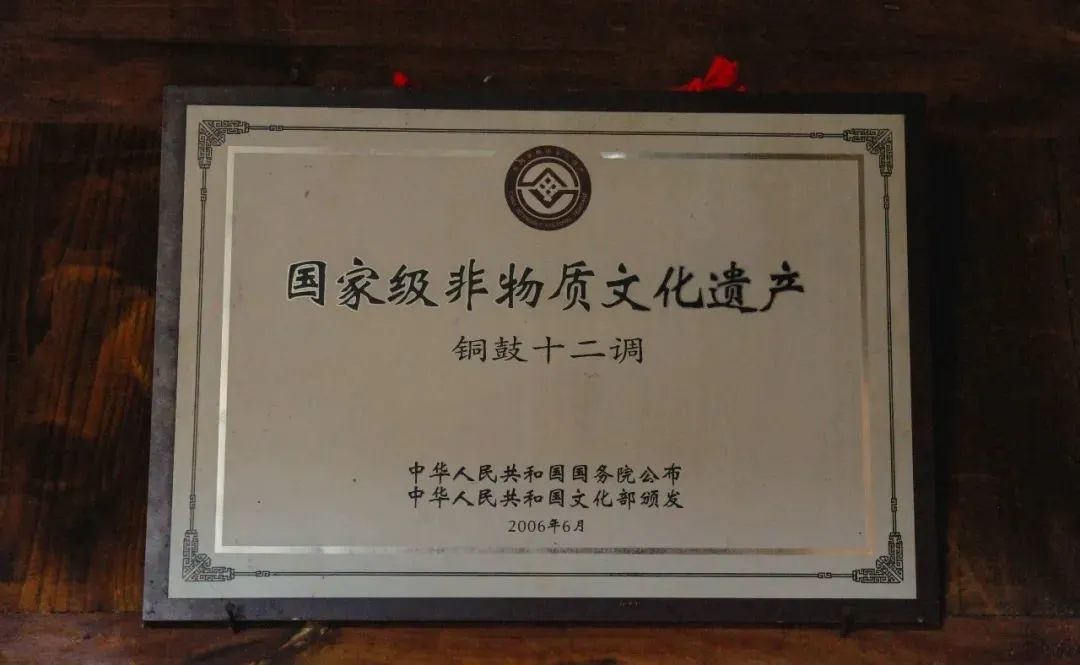 国家级非物质文化遗产
铜鼓十二调
中华人民共和国国务院公布
中华人民共和国文化部颁发
2006年6月